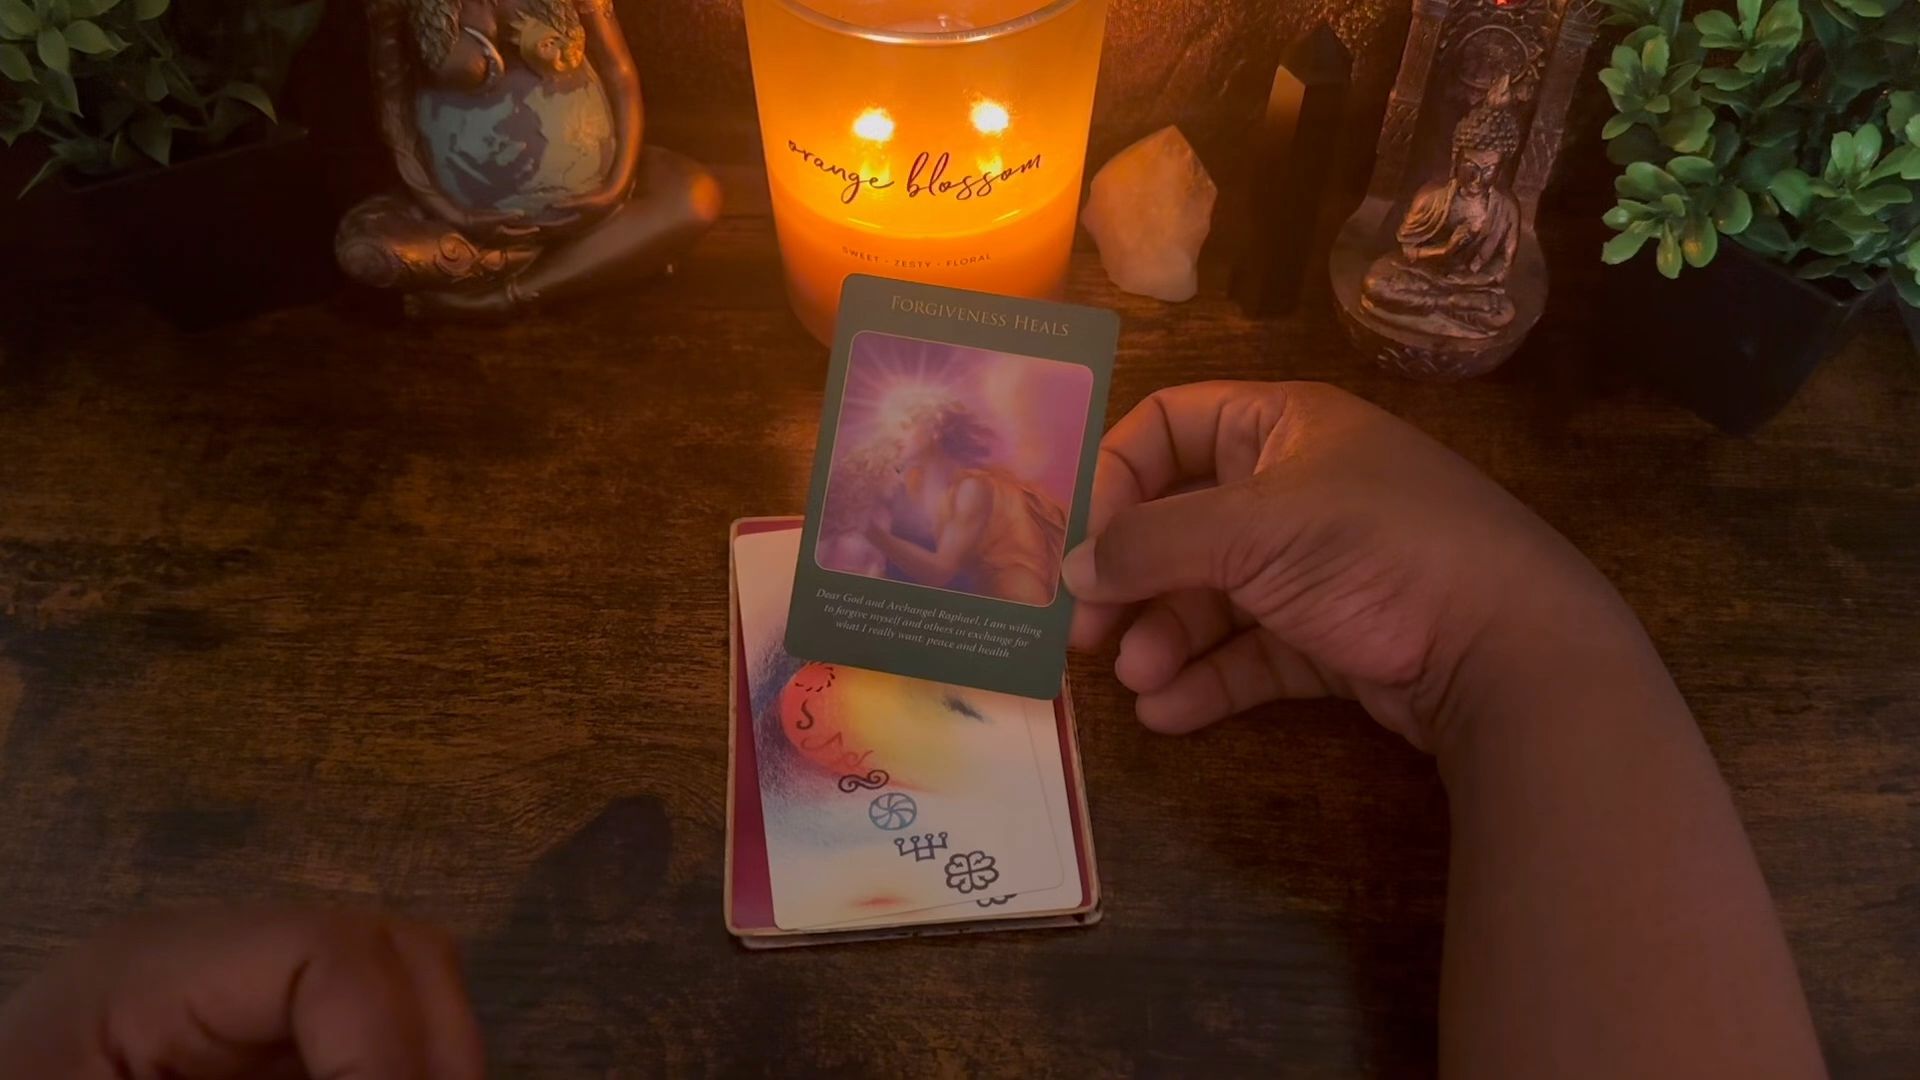 orange blossom
SWEET • ZESTY • FLORAL
FORGIVENESS HEALS
Dear God and Archangel Raphael, I am willing
to forgive myself and others in exchange for
what I really want: peace and health